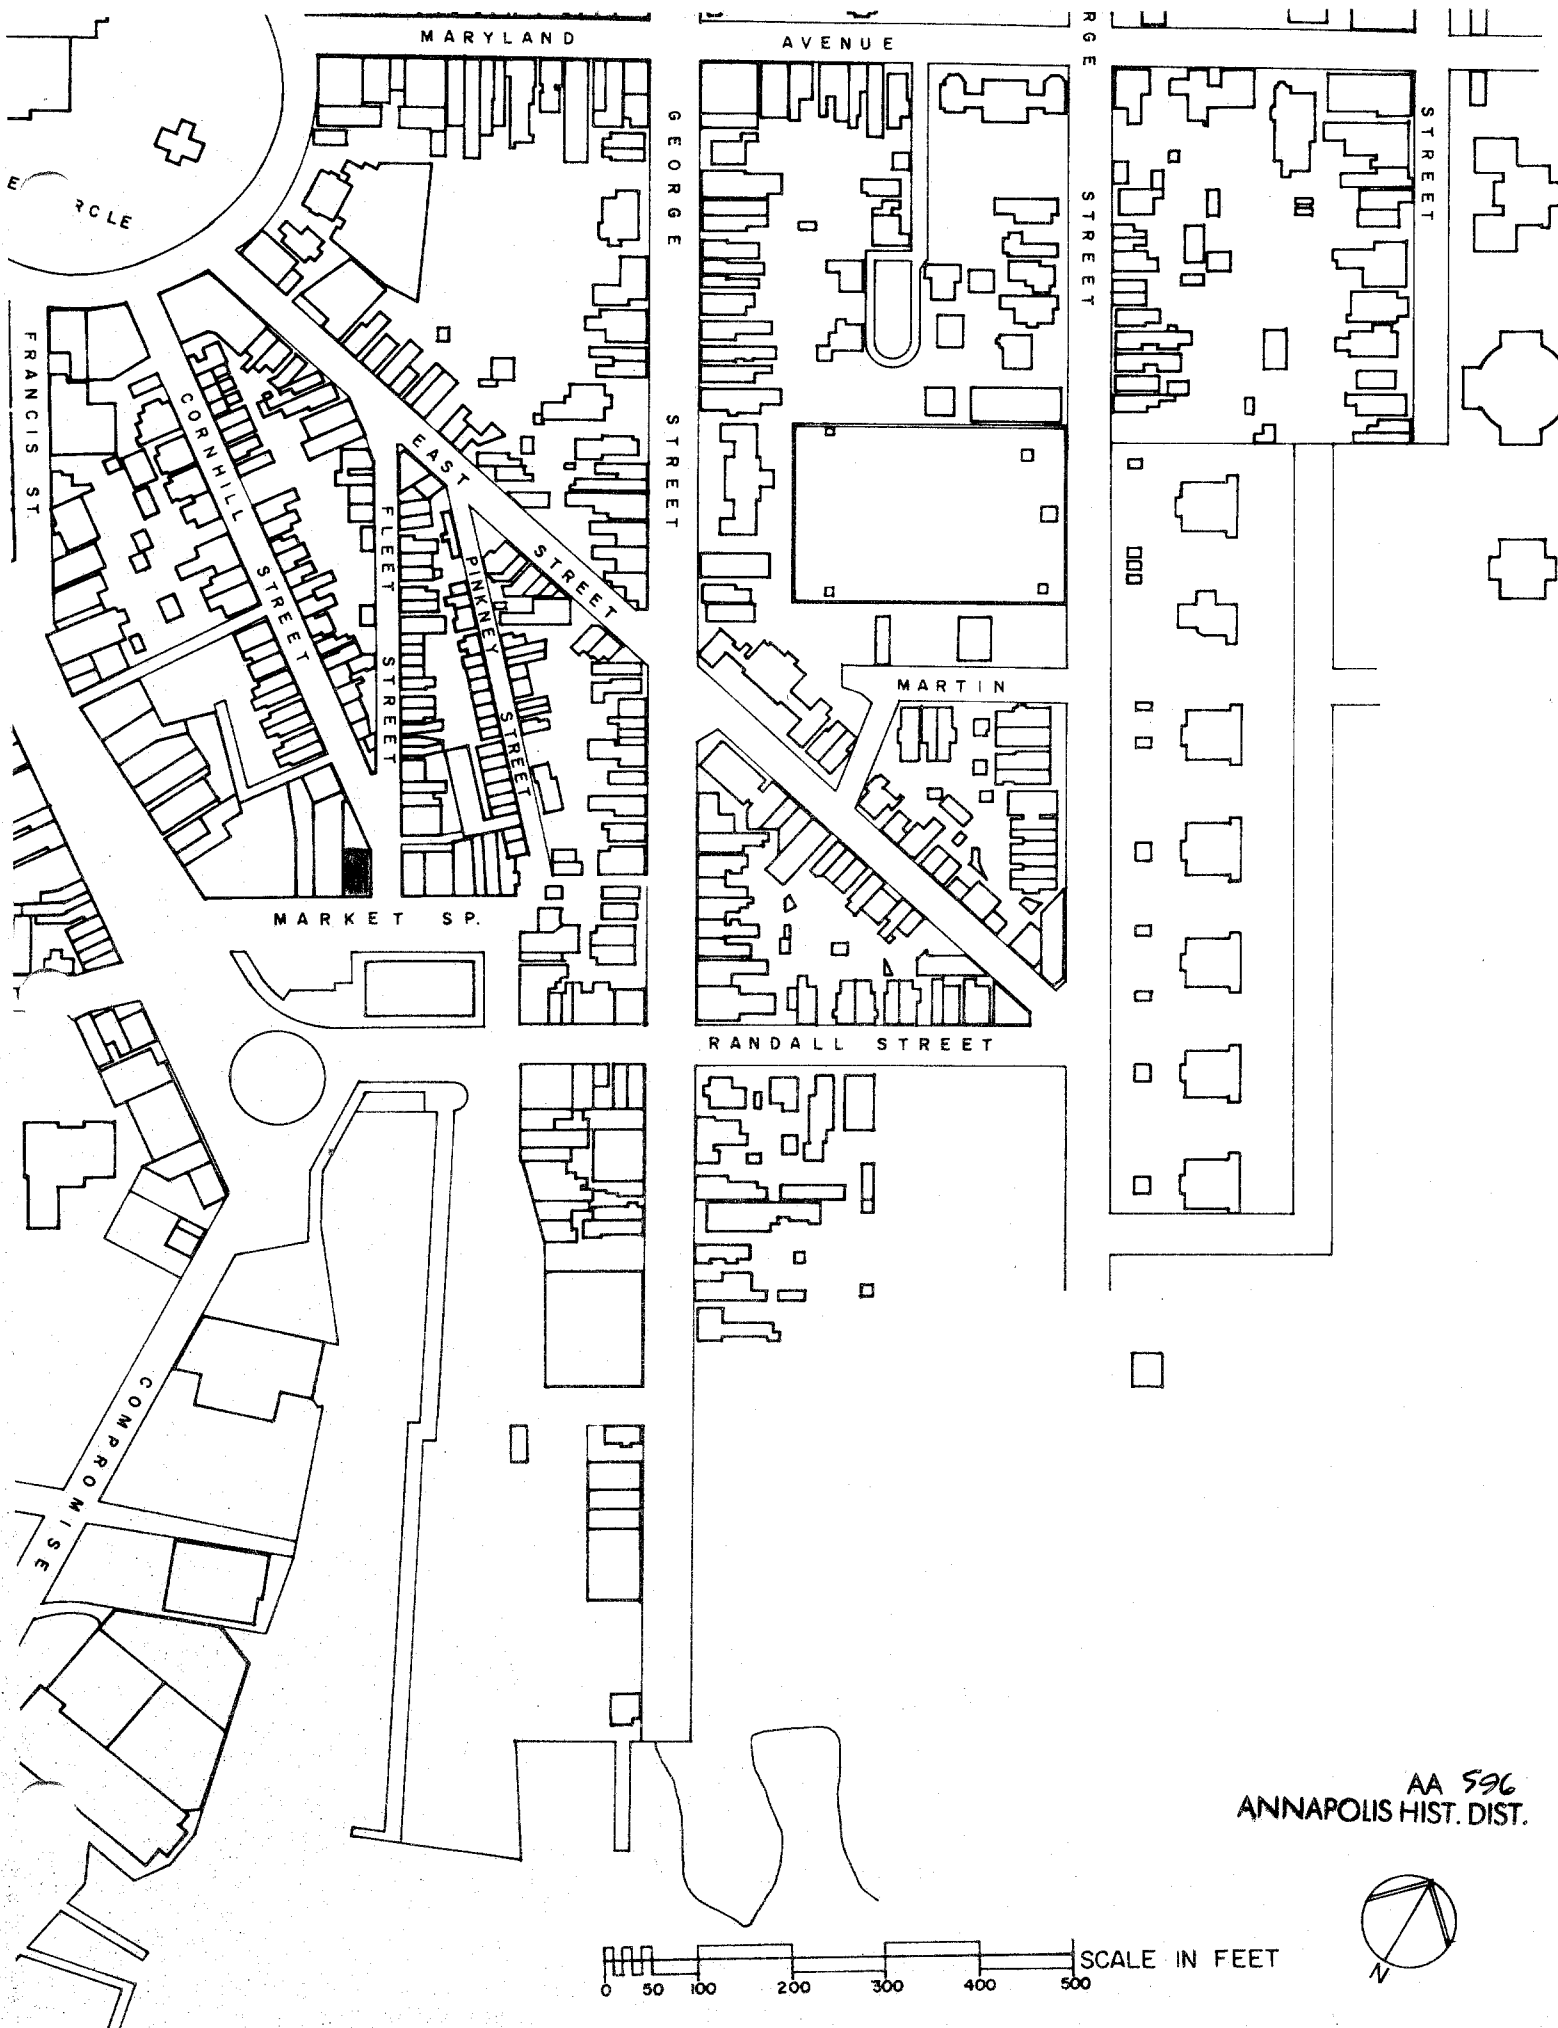 MARYLAND AVENUE
RGE
STREET
GEORGE
STREET
STREET
E
RCLE
FRANCIS ST.
CORNHILL
STREET
EAST
STREET
FLEET
STREET
PINKNEY
STREET
STREET
MARTIN
MARKET SP.
T
RANDALL STREET
COMPROMISE
AA 596
ANNAPOLIS HIST. DIST.
N
SCALE IN FEET
0 50 100 200 300 400 500